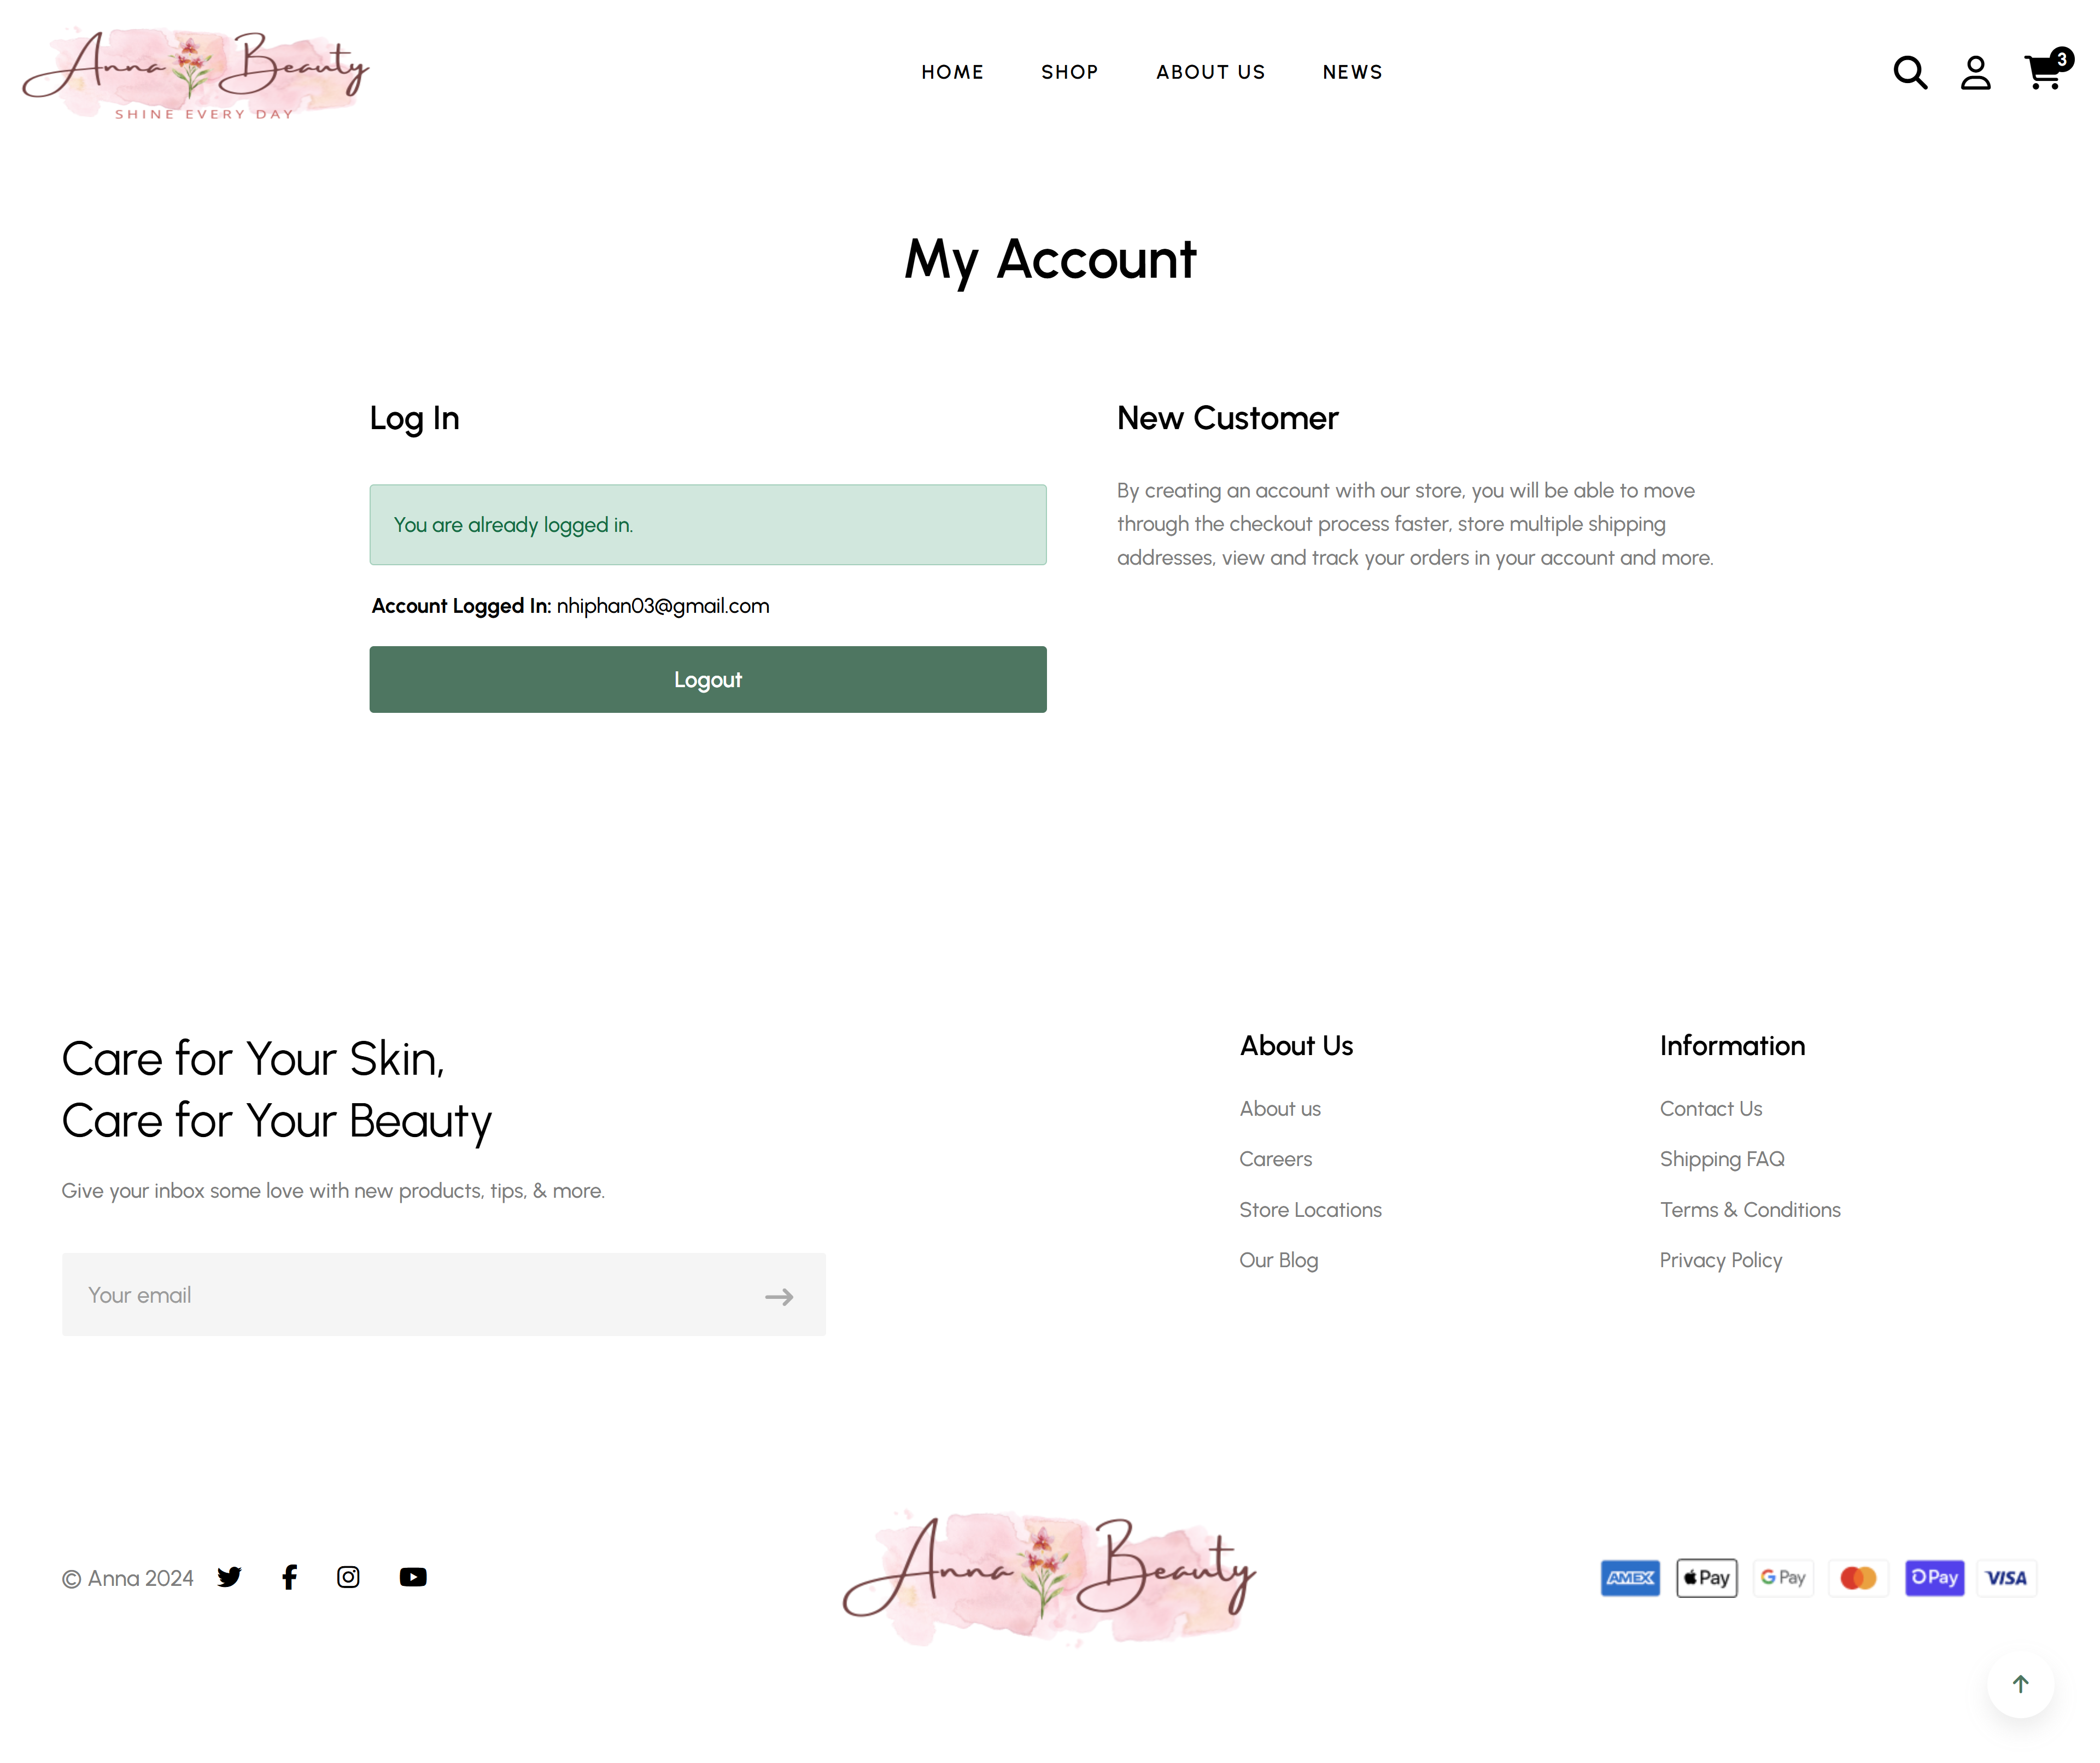 Anna Beauty
SHINE EVERY DAY
HOME SHOP ABOUT US NEWS
3
My Account
Log In
You are already logged in.
Account Logged In: nhiphan03@gmail.com
Logout
New Customer
By creating an account with our store, you will be able to move
through the checkout process faster, store multiple shipping
addresses, view and track your orders in your account and more.
Care for Your Skin,
Care for Your Beauty
Give your inbox some love with new products, tips, & more.
Your email
About Us
About us
Careers
Store Locations
Our Blog
Information
Contact Us
Shipping FAQ
Terms & Conditions
Privacy Policy
© Anna 2024
Anna Beauty
AMEX Pay G Pay Pay VISA